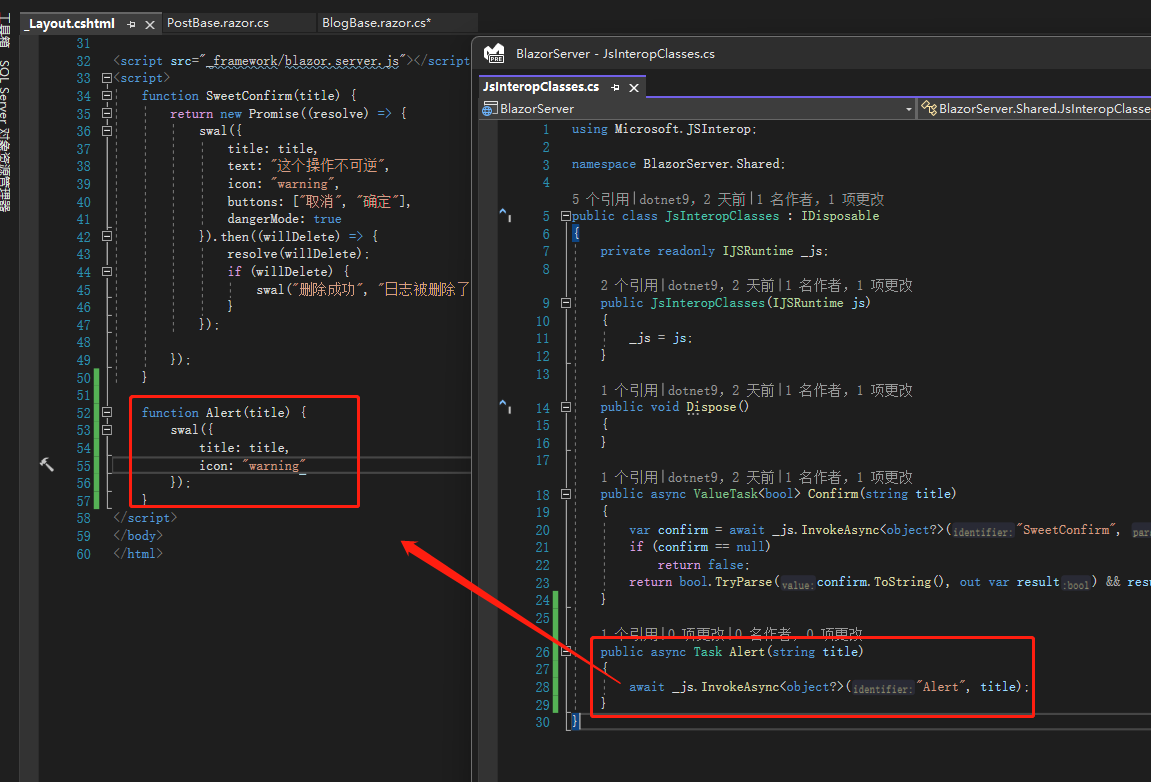 _Layout.cshtml
PostBase.razor.cs
BlogBase.razor.cs*
工具箱
SQL Server 对象资源管理器
31
32 <script src="_framework/blazor.server.js"></script
33 <script>
34 function SweetConfirm(title) {
35 return new Promise((resolve) => {
36 swal({
37 title: title,
38 text: "这个操作不可逆",
39 icon: "warning",
40 buttons: ["取消", "确定"],
41 dangerMode: true
42 }).then((willDelete) => {
43 resolve(willDelete);
44 if (willDelete) {
45 swal("删除成功", "日志被删除了
46 }
47 });
48
49 });
50 }
51
52 function Alert(title) {
53 swal({
54 title: title,
55 icon: "warning"
56 });
57 }
58 </script>
59 </body>
60 </html>
PRE
BlazorServer - JsInteropClasses.cs
JsInteropClasses.cs
BlazorServer
BlazorServer.Shared.JsInteropClasse
1 using Microsoft.JSInterop;
2
3 namespace BlazorServer.Shared;
4
5 个引用|dotnet9, 2 天前|1 名作者, 1 项更改
5 public class JsInteropClasses : IDisposable
6 {
7 private readonly IJSRuntime _js;
8
2 个引用|dotnet9, 2 天前|1 名作者, 1 项更改
9 public JsInteropClasses(IJSRuntime js)
10 {
11 _js = js;
12 }
13
1 个引用|dotnet9, 2 天前|1 名作者, 1 项更改
14 public void Dispose()
15 {
16 }
17
1 个引用|dotnet9, 2 天前|1 名作者, 1 项更改
18 public async ValueTask<bool> Confirm(string title)
19 {
20 var confirm = await _js.InvokeAsync<object?>(identifier: "SweetConfirm", para
21 if (confirm == null)
22 return false;
23 return bool.TryParse(value: confirm.ToString(), out var result :bool) && resu
24 }
25
1 个引用|0 项更改|0 名作者, 0 项更改
26 public async Task Alert(string title)
27 {
28 await _js.InvokeAsync<object?>(identifier: "Alert", title);
29 }
30 }